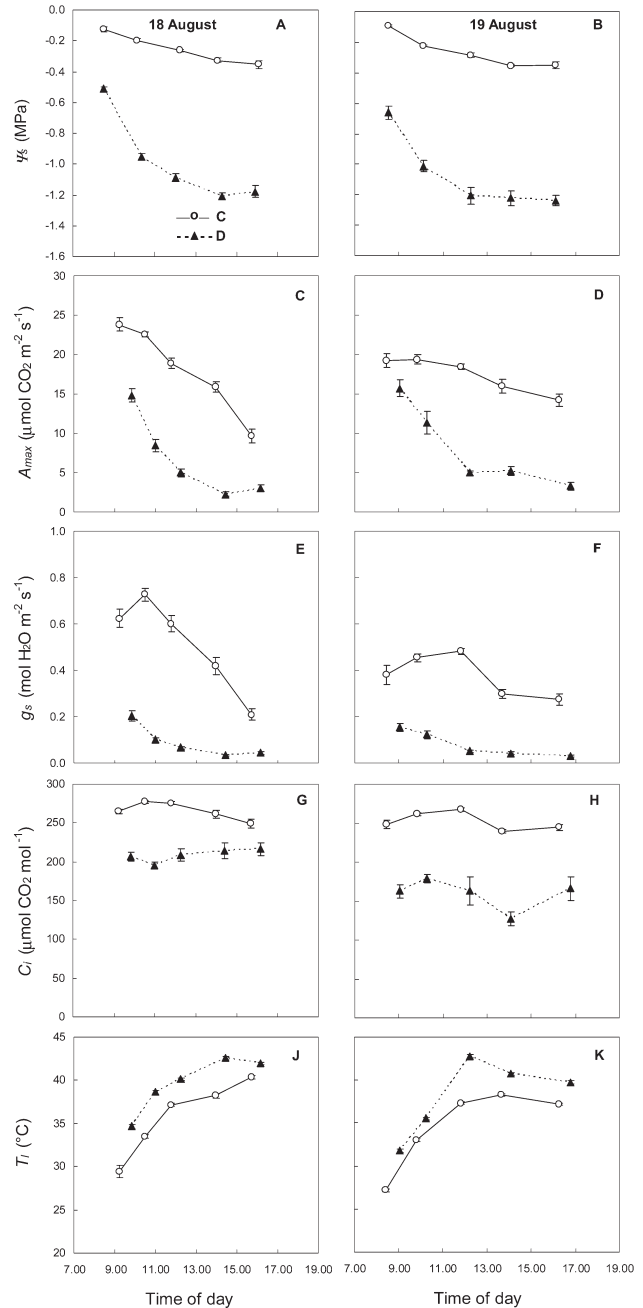 18 August A
19 August B
0.0
-0.2
-0.4
-0.6
-0.8
-1.0
-1.2
-1.4
-1.6
Ψs (MPa)
C
D
30
25
20
15
10
5
0
Amax (μmol CO2 m-2 s-1)
C
D
1.0
0.8
0.6
0.4
0.2
0.0
gs (mol H2O m-2 s-1)
E
F
300
250
200
150
100
50
0
Ci (μmol CO2 mol-1)
G
H
45
40
35
30
25
20
Tl (°C)
J
K
7.00 9.00 11.00 13.00 15.00 17.00
7.00 9.00 11.00 13.00 15.00 19.00
Time of day
Time of day